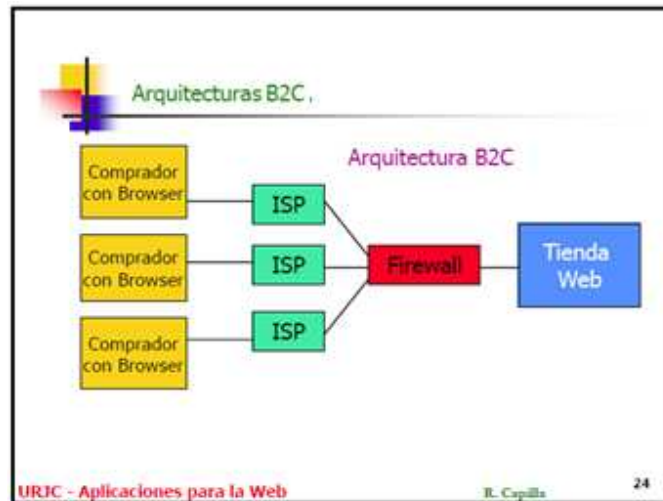 Arquitecturas B2C .
Arquitectura B2C
Comprador
con Browser
ISP
Comprador
con Browser
ISP
Comprador
con Browser
ISP
Firewall
Tienda
Web
URJC - Aplicaciones para la Web
R. Capilla
24